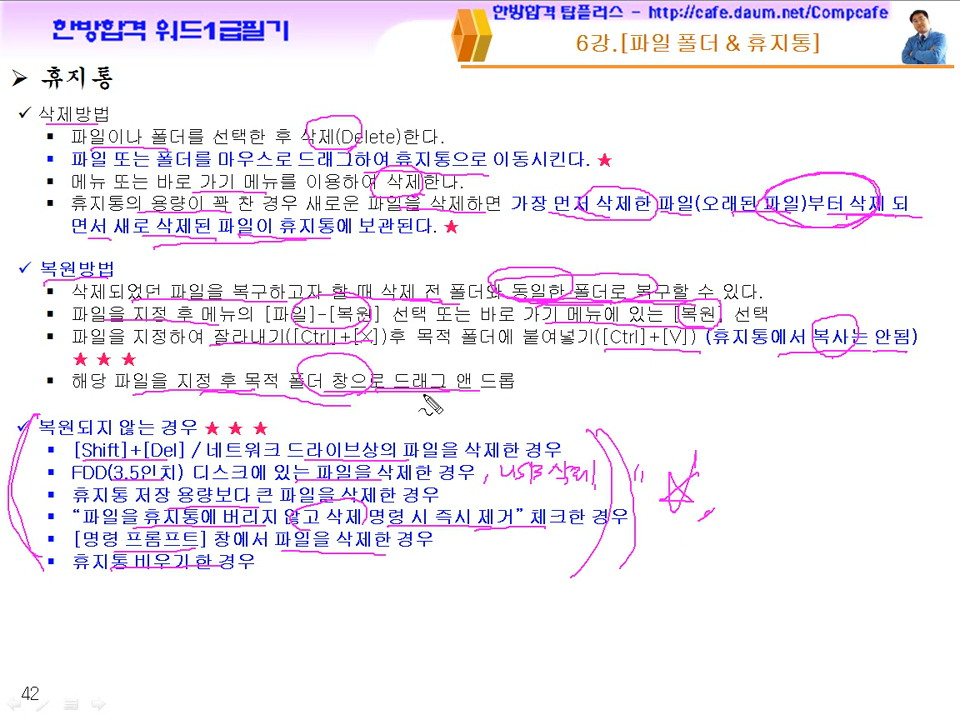 한방합격 워드1급필기
한방합격 탑플러스 - http://cafe.daum.net/Compcafe
6강.[파일 폴더 & 휴지통]
➤ 휴지통
✓ 삭제방법
▪ 파일이나 폴더를 선택한 후 삭제(Delete)한다.
▪ 파일 또는 폴더를 마우스로 드래그하여 휴지통으로 이동시킨다. ★
▪ 메뉴 또는 바로 가기 메뉴를 이용하여 삭제한다.
▪ 휴지통의 용량이 꽉 찬 경우 새로운 파일을 삭제하면 가장 먼저 삭제한 파일(오래된 파일)부터 삭제 되
면서 새로 삭제된 파일이 휴지통에 보관된다. ★
✓ 복원방법
▪ 삭제되었던 파일을 복구하고자 할 때 삭제 전 폴더와 동일한 폴더로 복구할 수 있다.
▪ 파일을 지정 후 메뉴의 [파일]-[복원] 선택 또는 바로 가기 메뉴에 있는 [복원] 선택
▪ 파일을 지정하여 잘라내기([Ctrl]+[X])후 목적 폴더에 붙여넣기([Ctrl]+[V]) (휴지통에서 복사는 안됨)
★ ★ ★
▪ 해당 파일을 지정 후 목적 폴더 창으로 드래그 앤 드롭
✓ 복원되지 않는 경우 ★ ★ ★
▪ [Shift]+[Del] / 네트워크 드라이브상의 파일을 삭제한 경우
▪ FDD(3.5인치) 디스크에 있는 파일을 삭제한 경우 , USB 삭제
▪ 휴지통 저장 용량보다 큰 파일을 삭제한 경우
▪ “파일을 휴지통에 버리지 않고 삭제 명령 시 즉시 제거” 체크한 경우
▪ [명령 프롬프트] 창에서 파일을 삭제한 경우
▪ 휴지통 비우기 한 경우
42